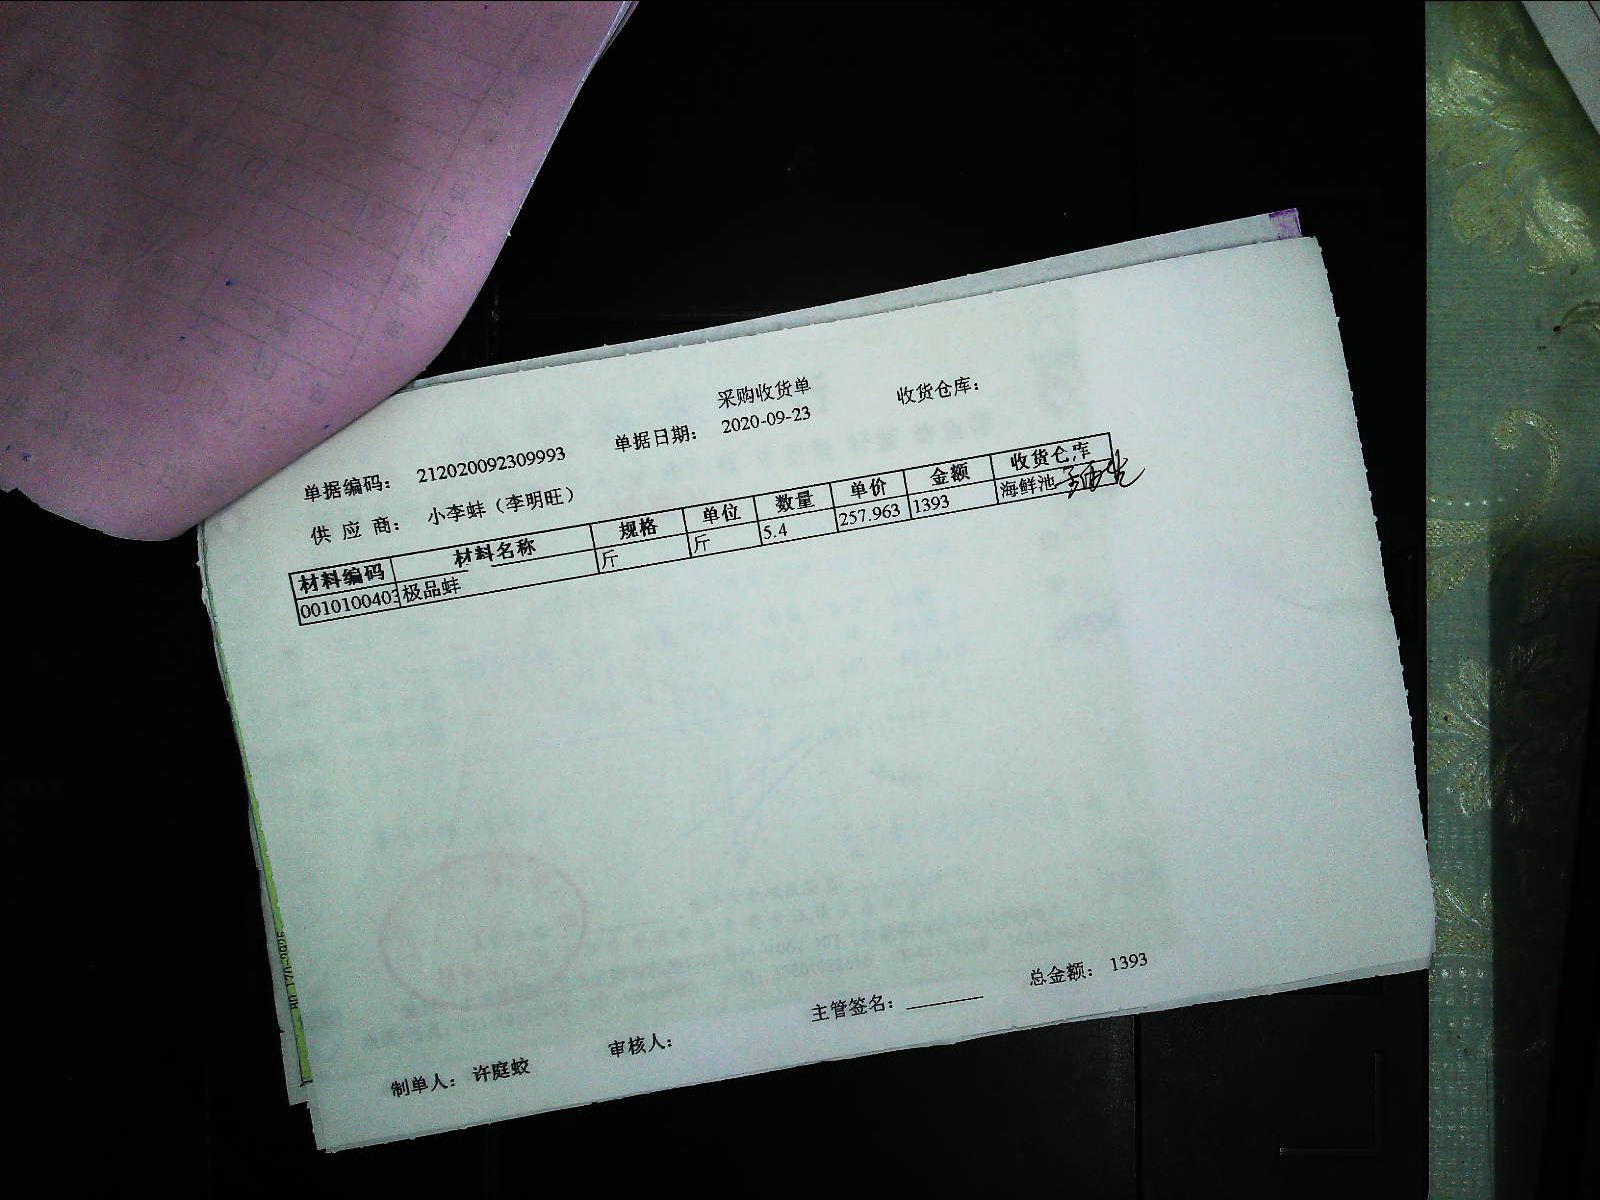 采购收货单
单据编码： 212020092309993 单据日期： 2020-09-23 收货仓库：
供 应 商： 小李蚌（李明旺）
材料编码 材料名称 规格 单位 数量 单价 金额 收货仓库
0010100403 极品蚌 斤 斤 5.4 257.963 1393 海鲜池
主管签名： 总金额： 1393
制单人： 许庭蛟 审核人：